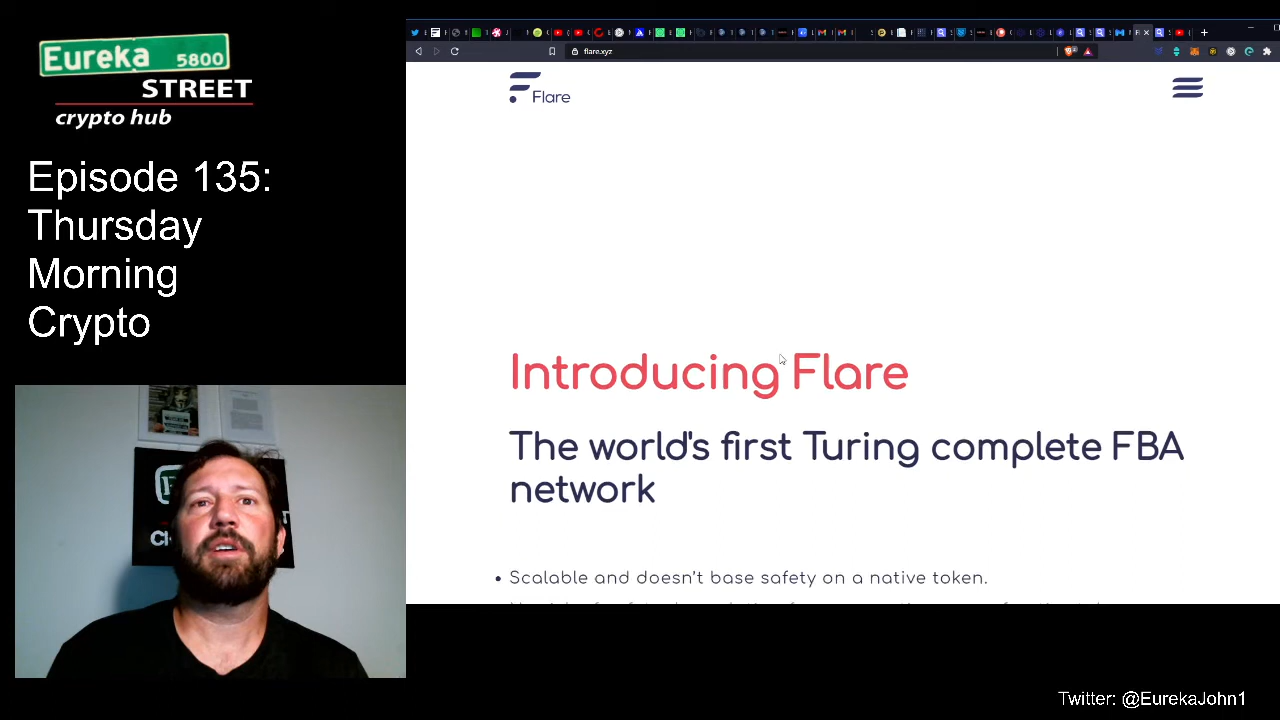 Eureka 5800
STREET
crypto hub
Episode 135:
Thursday
Morning
Crypto
flare.xyz
Flare
Introducing Flare
The world's first Turing complete FBA
network
Scalable and doesn't base safety on a native token.
Twitter: @EurekaJohn1